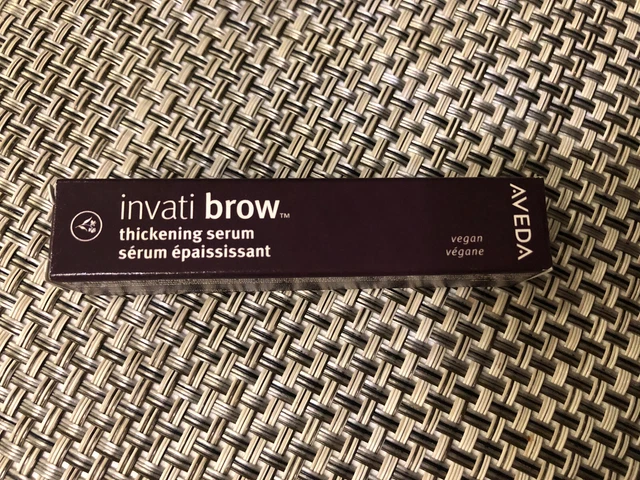 invati brow™
thickening serum
sérum épaississant
vegan
végane
AVEDA